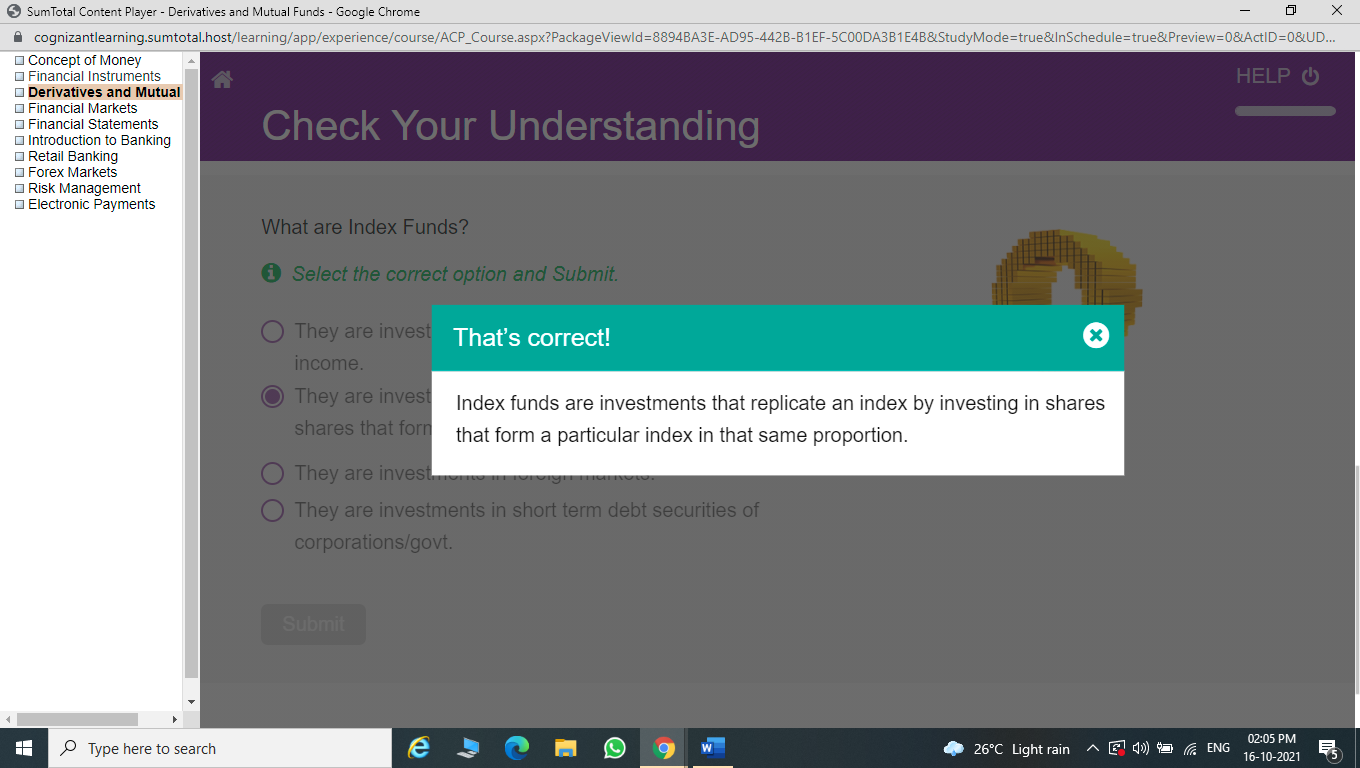 SumTotal Content Player - Derivatives and Mutual Funds - Google Chrome
cognizantlearning.sumtotal.host/learning/app/experience/course/ACP_Course.aspx?PackageViewId=8894BA3E-AD95-442B-B1EF-5C00DA3B1E4B&StudyMode=true&InSchedule=true&Preview=0&ActID=0&UD...
Concept of Money
Financial Instruments
Derivatives and Mutual
Financial Markets
Financial Statements
Introduction to Banking
Retail Banking
Forex Markets
Risk Management
Electronic Payments
HELP
Check Your Understanding
What are Index Funds?
Select the correct option and Submit.
They are invest
income.
They are invest
shares that form
That's correct!
Index funds are investments that replicate an index by investing in shares
that form a particular index in that same proportion.
They are investments in foreign markets.
They are investments in short term debt securities of
corporations/govt.
Submit
Type here to search
26°C Light rain
ENG
02:05 PM
16-10-2021
5